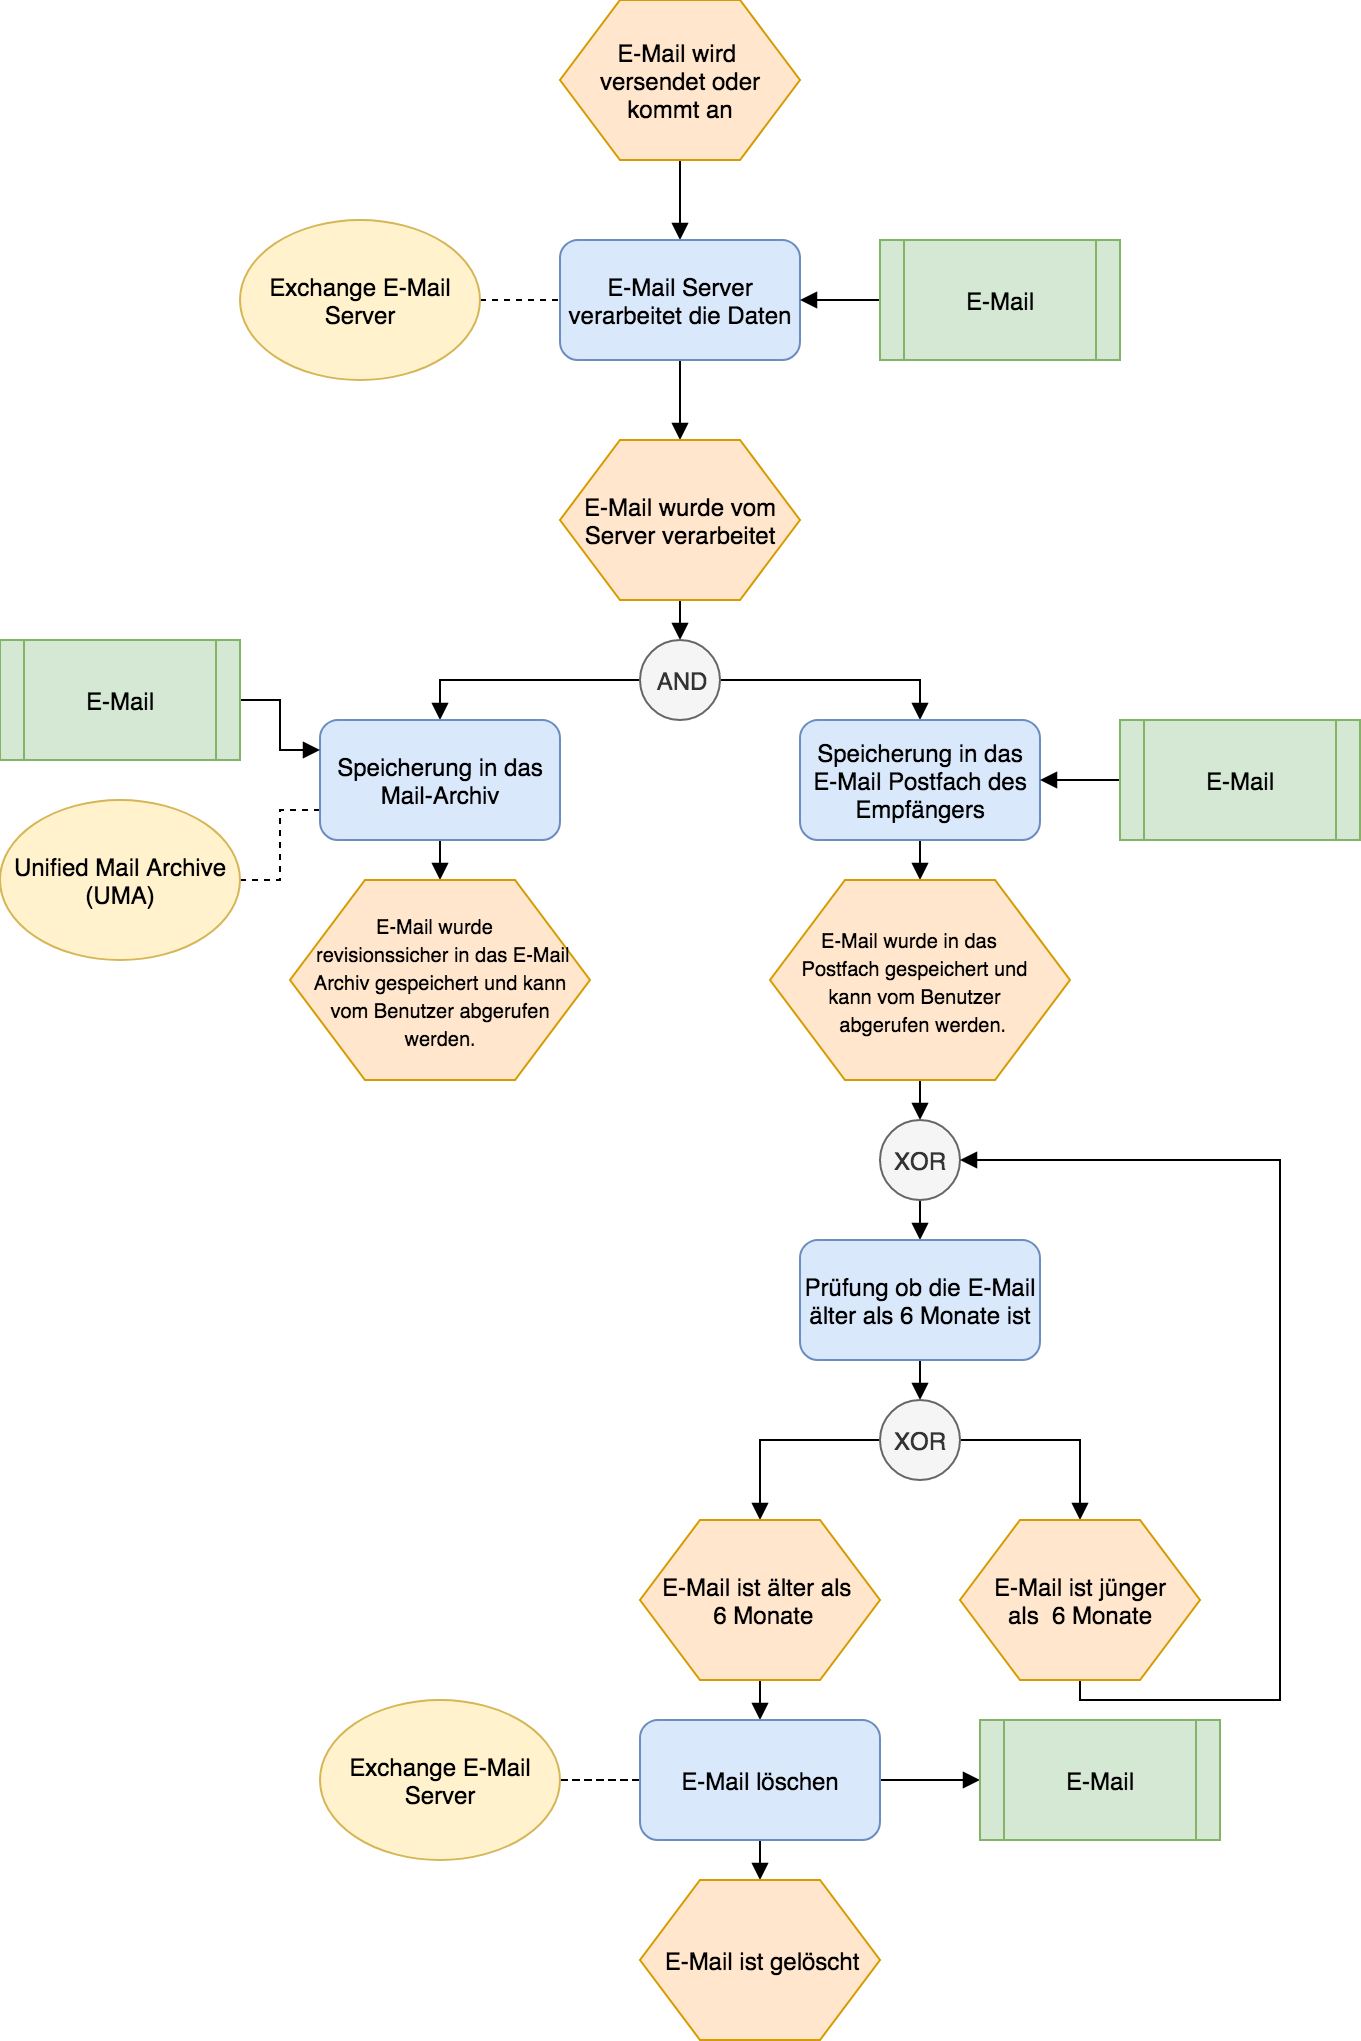 E-Mail wird
versendet oder
kommt an
Exchange E-Mail
Server
E-Mail Server
verarbeitet die Daten
E-Mail
E-Mail wurde vom
Server verarbeitet
AND
E-Mail
Speicherung in das
Mail-Archiv
Speicherung in das
E-Mail Postfach des
Empfängers
E-Mail
Unified Mail Archive
(UMA)
E-Mail wurde
revisionssicher in das E-Mail
Archiv gespeichert und kann
vom Benutzer abgerufen
werden.
E-Mail wurde in das
Postfach gespeichert und
kann vom Benutzer
abgerufen werden.
XOR
Prüfung ob die E-Mail
älter als 6 Monate ist
XOR
E-Mail ist älter als
6 Monate
E-Mail ist jünger
als 6 Monate
Exchange E-Mail
Server
E-Mail löschen
E-Mail
E-Mail ist gelöscht